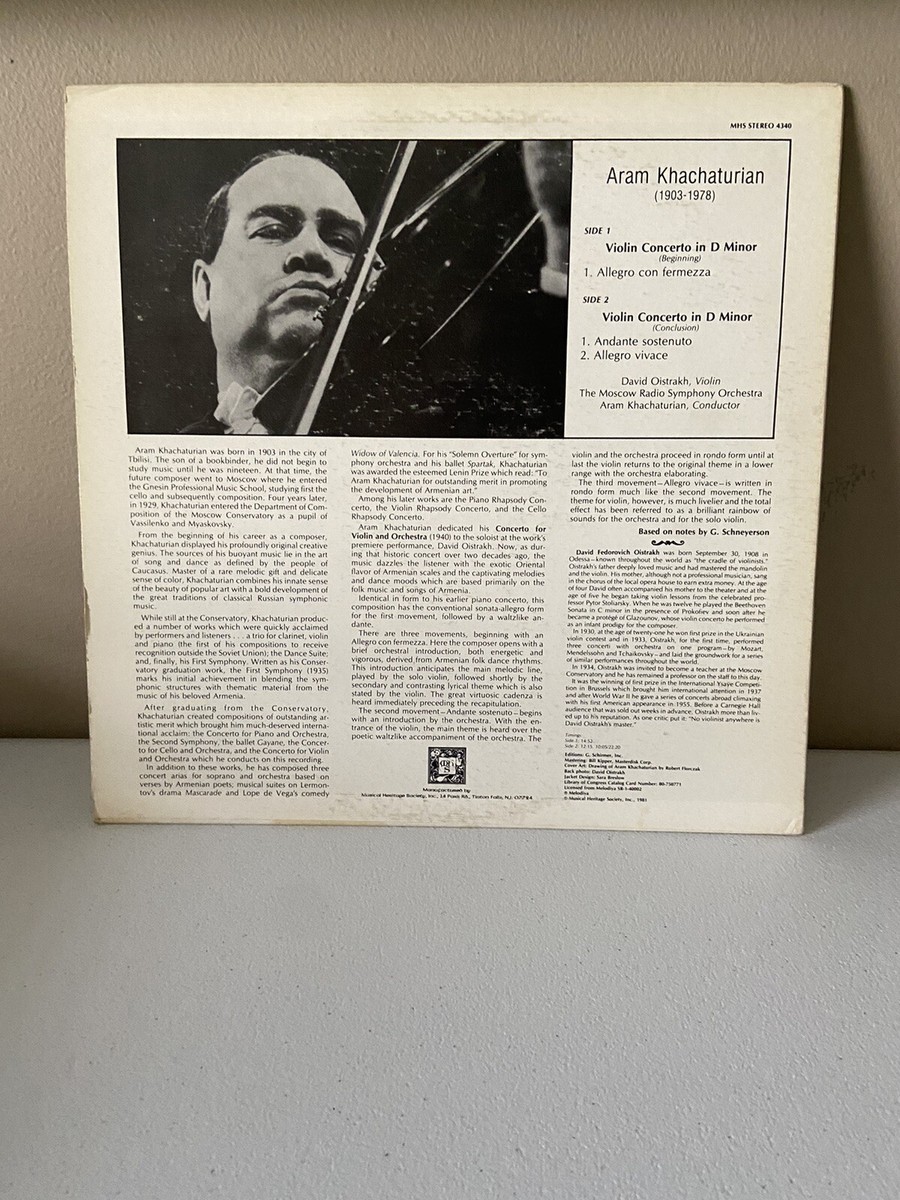 MHS STEREO 4340
Aram Khachaturian
(1903-1978)
SIDE 1
Violin Concerto in D Minor
(Beginning)
1. Allegro con fermezza
SIDE 2
Violin Concerto in D Minor
(Conclusion)
1. Andante sostenuto
2. Allegro vivace
David Oistrakh, Violin
The Moscow Radio Symphony Orchestra
Aram Khachaturian, Conductor
Aram Khachaturian was born in 1903 in the city of
Tbilisi. The son of a bookbinder, he did not begin to
study music until he was nineteen. At that time, the
future composer went to Moscow where he entered
the Gnesin Professional Music School, studying first the
cello and subsequently composition. Four years later,
in 1929, Khachaturian entered the Department of Com-
position of the Moscow Conservatory as a pupil of
Vassilenko and Myaskovsky.
From the beginning of his career as a composer,
Khachaturian displayed his profoundly original creative
genius. The sources of his buoyant music lie in the art
of song and dance as defined by the people of
Caucasus. Master of a rare melodic gift and delicate
sense of color, Khachaturian combines his innate sense
of the beauty of popular art with a bold development of
the great traditions of classical Russian symphonic
music.
While still at the Conservatory, Khachaturian produc-
ed a number of works which were quickly acclaimed
by performers and listeners . . . a trio for clarinet, violin
and piano (the first of his compositions to receive
recognition outside the Soviet Union); the Dance Suite;
and, finally, his First Symphony. Written as his Conser-
vatory graduation work, the First Symphony (1935)
marks his initial achievement in blending the sym-
phonic structures with thematic material from the
music of his beloved Armenia.
After graduating from the Conservatory,
Khachaturian created compositions of outstanding ar-
tistic merit which brought him much-deserved interna-
tional acclaim: the Concerto for Piano and Orchestra,
the Second Symphony, the ballet Gayane, the Concer-
to for Cello and Orchestra, and the Concerto for Violin
and Orchestra which he conducts on this recording.
In addition to these works, he has composed three
concert arias for soprano and orchestra based on
verses by Armenian poets; musical suites on Lermon-
tov's drama Mascarade and Lope de Vega's comedy
Widow of Valencia. For his "Solemn Overture" for sym-
phony orchestra and his ballet Spartak, Khachaturian
was awarded the esteemed Lenin Prize which read: "To
Aram Khachaturian for outstanding merit in promoting
the development of Armenian art."
Among his later works are the Piano Rhapsody Con-
certo, the Violin Rhapsody Concerto, and the Cello
Rhapsody Concerto.
Aram Khachaturian dedicated his Concerto for
Violin and Orchestra (1940) to the soloist at the work's
premiere performance, David Oistrakh. Now, as dur-
ing that historic concert over two decades ago, the
music dazzles the listener with the exotic Oriental
flavor of Armenian scales and the captivating melodies
and dance moods which are based primarily on the
folk music and songs of Armenia.
Identical in form to his earlier piano concerto, this
composition has the conventional sonata-allegro form
for the first movement, followed by a waltzlike an-
dante.
There are three movements, beginning with an
Allegro con fermezza. Here the composer opens with a
brief orchestral introduction, both energetic and
vigorous, derived from Armenian folk dance rhythms.
This introduction anticipates the main melodic line,
played by the solo violin, followed shortly by the
secondary and contrasting lyrical theme which is also
stated by the violin. The great virtuosic cadenza is
heard immediately preceding the recapitulation.
The second movement—Andante sostenuto—begins
with an introduction by the orchestra. With the en-
trance of the violin, the main theme is heard over the
poetic waltzlike accompaniment of the orchestra. The
violin and the orchestra proceed in rondo form until at
last the violin returns to the original theme in a lower
range with the orchestra elaborating.
The third movement—Allegro vivace—is written in
rondo form much like the second movement. The
theme for violin, however, is much livelier and the total
effect has been referred to as a brilliant rainbow of
sounds for the orchestra and for the solo violin.
Based on notes by G. Schneyerson
David Fedorovich Oistrakh was born September 30, 1908 in
Odessa—known throughout the world as "the cradle of violinists."
Oistrakh's father deeply loved music and had mastered the mandolin
and the violin. His mother, although not a professional musician, sang
in the chorus of the local opera house to earn extra money. At the age
of four David often accompanied his mother to the theater and at the
age of five he began taking violin lessons from the celebrated pro-
fessor Pytor Stoliarsky. When he was twelve he played the Beethoven
Sonata in C minor in the presence of Prokofiev and soon after he
became a protégé of Glazounov, whose violin concerto he performed
as an infant prodigy for the composer.
In 1930, at the age of twenty-one he won first prize in the Ukrainian
violin contest and in 1933, Oistrakh, for the first time, performed
three concerti with orchestra on one program—by Mozart,
Mendelssohn and Tchaikovsky—and laid the groundwork for a series
of similar performances throughout the world.
In 1934, Oistrakh was invited to become a teacher at the Moscow
Conservatory and he has remained a professor on the staff to this day.
It was the winning of first prize in the International Ysaye Competi-
tion in Brussels which brought him international attention in 1937
and after World War II he gave a series of concerts abroad climaxing
with his first American appearance in 1955. Before a Carnegie Hall
audience that was sold out weeks in advance, Oistrakh more than liv-
ed up to his reputation. As one critic put it: "No violinist anywhere is
David Oistrakh's master."
Timings:
Side 1: 14:52
Side 2: 12:15, 10:05/22:20
Editions: G. Schirmer, Inc.
Mastering: Bill Kipper, Masterdisk Corp.
Cover Art: Drawing of Aram Khachaturian by Robert Florczak
Back photo: David Oistrakh
Jacket Design: Sara Breslow
Library of Congress Catalog Card Number: 80-750771
Licensed from Melodiya SR-1-40002
℗ Melodiya
© Musical Heritage Society, Inc., 1981
Manufactured by
Musical Heritage Society, Inc., 14 Park Rd., Tinton Falls, N.J. 07724